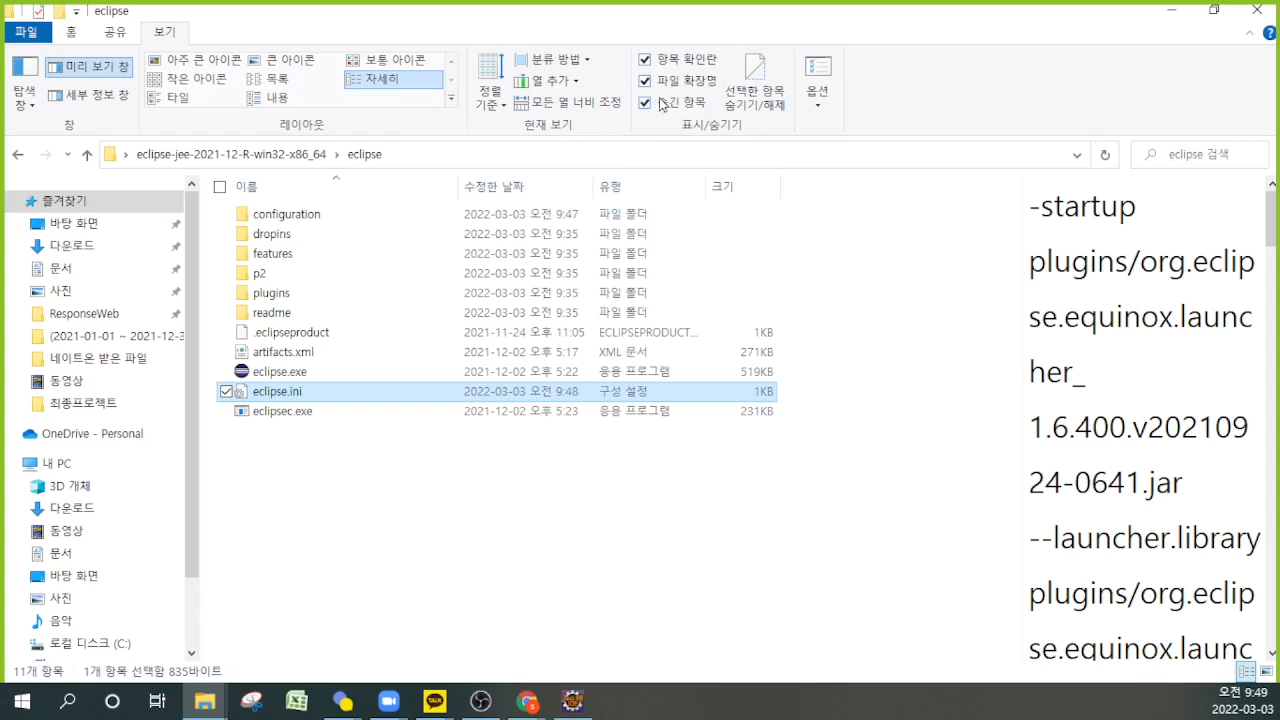 eclipse
파일 홈 공유 보기
탐색 창
미리 보기 창
세부 정보 창
창
아주 큰 아이콘 큰 아이콘 보통 아이콘
작은 아이콘 목록 자세히
타일 내용
레이아웃
정렬 기준
분류 방법
열 추가
모든 열 너비 조정
현재 보기
항목 확인란
파일 확장명
항목
선택한 항목 숨기기/해제
표시/숨기기
옵션
eclipse-jee-2021-12-R-win32-x86_64 > eclipse
eclipse 검색
즐겨찾기
바탕 화면
다운로드
문서
사진
ResponseWeb
(2021-01-01 ~ 2021-12-3
네이트온 받은 파일
동영상
최종프로젝트
OneDrive - Personal
내 PC
3D 개체
다운로드
동영상
문서
바탕 화면
사진
음악
로컬 디스크 (C:)
이름 수정한 날짜 유형 크기
configuration 2022-03-03 오전 9:47 파일 폴더
dropins 2022-03-03 오전 9:35 파일 폴더
features 2022-03-03 오전 9:35 파일 폴더
p2 2022-03-03 오전 9:35 파일 폴더
plugins 2022-03-03 오전 9:35 파일 폴더
readme 2022-03-03 오전 9:35 파일 폴더
.eclipseproduct 2021-11-24 오후 11:05 ECLIPSEPRODUCT... 1KB
artifacts.xml 2021-12-02 오후 5:17 XML 문서 271KB
eclipse.exe 2021-12-02 오후 5:22 응용 프로그램 519KB
eclipse.ini 2022-03-03 오전 9:48 구성 설정 1KB
eclipsec.exe 2021-12-02 오후 5:23 응용 프로그램 231KB
-startup
plugins/org.eclip
se.equinox.launc
her_
1.6.400.v202109
24-0641.jar
--launcher.library
plugins/org.eclip
se.equinox.launc
11개 항목 1개 항목 선택함 835바이트
TALK
오전 9:49
2022-03-03